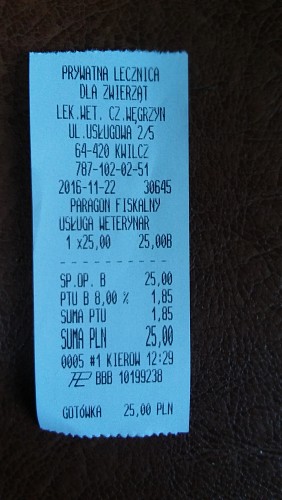 PRYWATNA LECZNICA
DLA ZWIERZĄT
LEK.WET. CZ.WĘGRZYN
UL.USŁUGOWA 2/5
64-420 KWILCZ
787-102-02-51
2016-11-22 30645
PARAGON FISKALNY
USŁUGA WETERYNAR
1 x25,00 25,00B
SP.OP. B 25,00
PTU B 8,00 % 1,85
SUMA PTU 1,85
SUMA PLN 25,00
0005 #1 KIEROW 12:29
BBB 10199238
GOTÓWKA 25,00 PLN